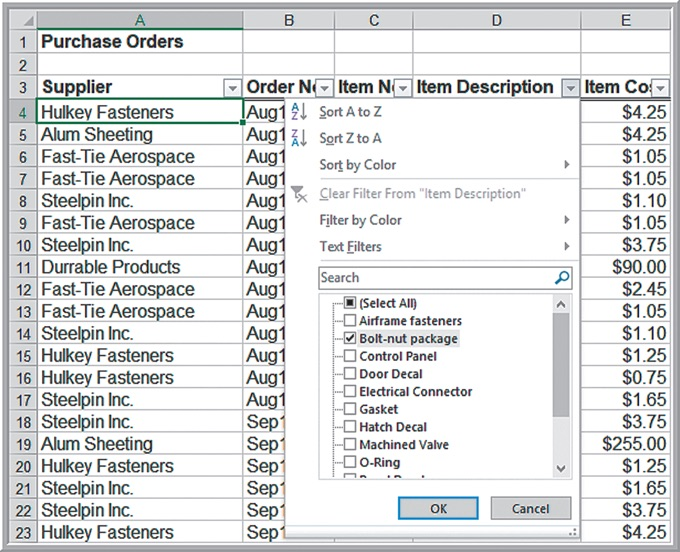 A B C D E
1 Purchase Orders
2
3 Supplier Order N Item N Item Description Item Cos
4 Hulkey Fasteners Aug1 $4.25
5 Alum Sheeting Aug1 $4.25
6 Fast-Tie Aerospace Aug1 $1.05
7 Fast-Tie Aerospace Aug1 $1.05
8 Steelpin Inc. Aug1 $1.10
9 Fast-Tie Aerospace Aug1 $1.05
10 Steelpin Inc. Aug1 $3.75
11 Durrable Products Aug1 $90.00
12 Fast-Tie Aerospace Aug1 $2.45
13 Fast-Tie Aerospace Aug1 $1.05
14 Steelpin Inc. Aug1 $1.10
15 Hulkey Fasteners Aug1 $1.25
16 Hulkey Fasteners Aug1 $0.75
17 Steelpin Inc. Aug1 $1.65
18 Steelpin Inc. Sep1 $3.75
19 Alum Sheeting Sep1 $255.00
20 Hulkey Fasteners Sep1 $1.25
21 Steelpin Inc. Sep1 $1.65
22 Steelpin Inc. Sep1 $3.75
23 Hulkey Fasteners Sep1 $4.25
Sort A to Z
Sort Z to A
Sort by Color
Clear Filter From "Item Description"
Filter by Color
Text Filters
Search
(Select All)
Airframe fasteners
Bolt-nut package
Control Panel
Door Decal
Electrical Connector
Gasket
Hatch Decal
Machined Valve
O-Ring
OK Cancel